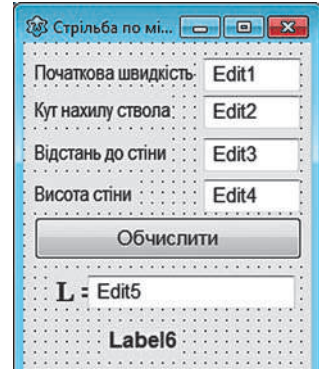 Стрільба по мі...
Початкова швидкість Edit1
Кут нахилу ствола Edit2
Відстань до стіни Edit3
Висота стіни Edit4
Обчислити
L = Edit5
Label6